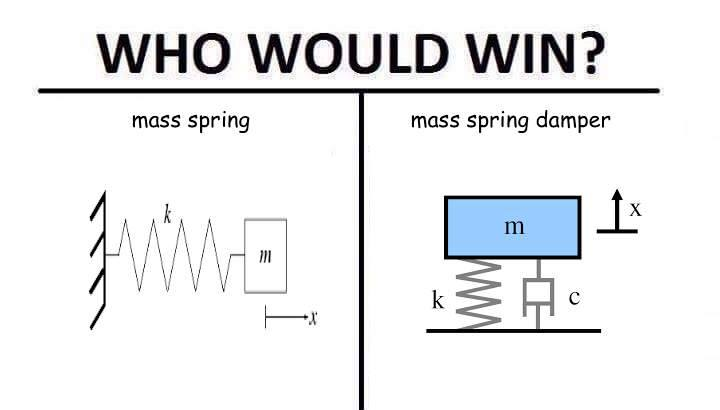 WHO WOULD WIN?
mass spring
mass spring damper
k
m
x
m
x
k
c